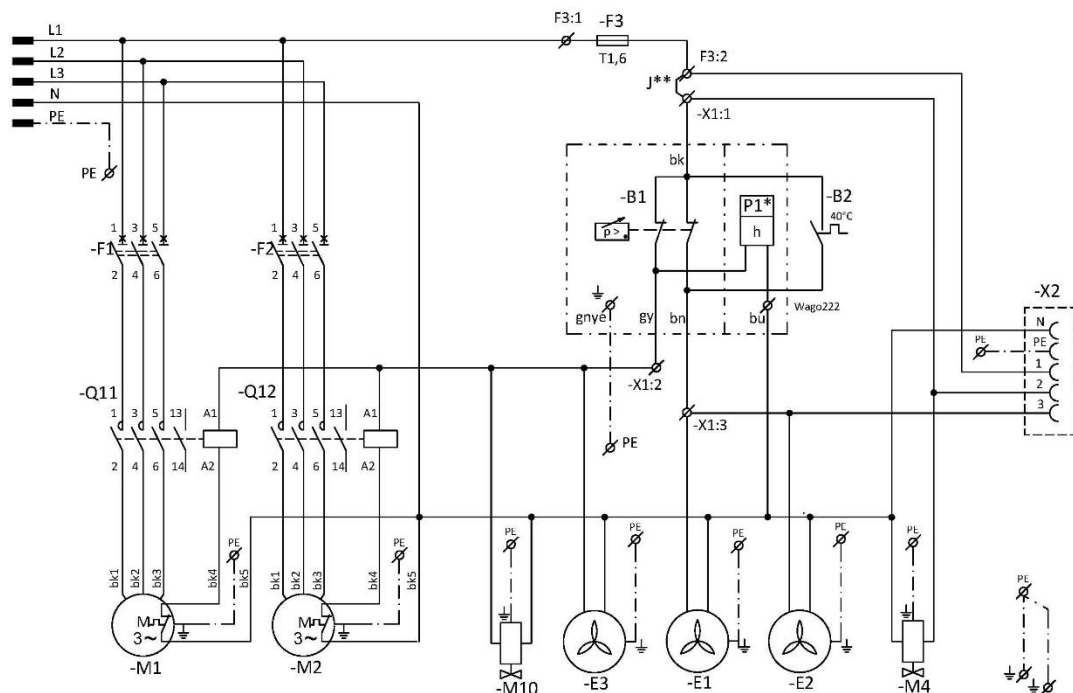 L1
L2
L3
N
PE
PE
F3:1
-F3
T1,6
F3:2
J**
-X1:1
bk
-B1
P >
P1*
h
-B2
40°C
Wago222
gnye
gy
bn
bu
-X1:2
-X1:3
PE
-X2
N
PE
1
2
3
PE
-F1
1 3 5
2 4 6
-F2
1 3 5
2 4 6
-Q11
1 3 5 13 A1
2 4 6 14 A2
-Q12
1 3 5 13 A1
2 4 6 14 A2
bk1 bk2 bk3 bk4 bk5
PE
M
3~
-M1
bk1 bk2 bk3 bk4 bk5
PE
M
3~
-M2
PE
-M10
PE
-E3
PE
-E1
PE
-E2
PE
-M4
PE